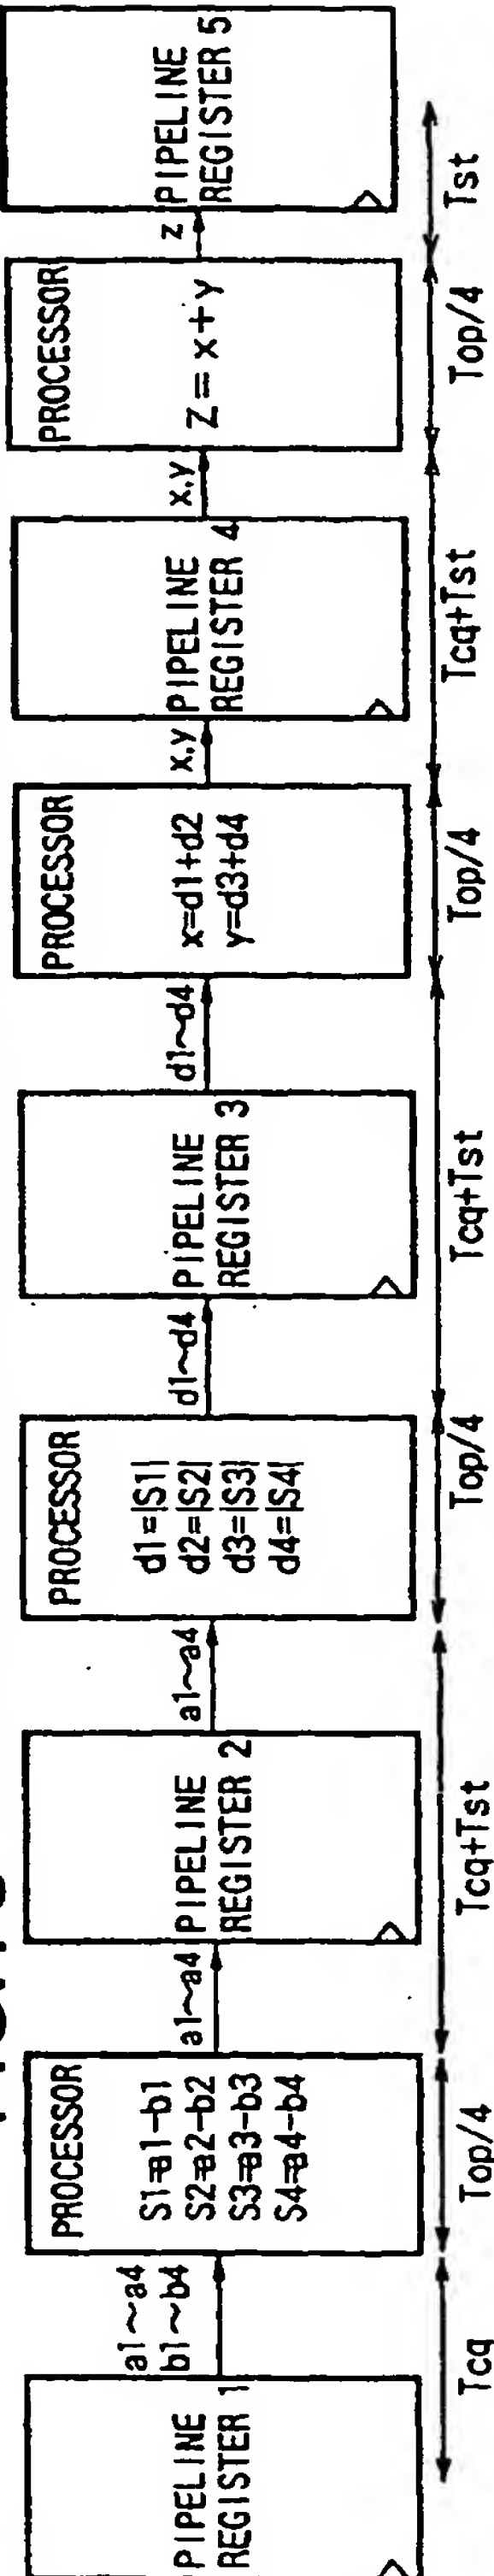 PIPELINE
REGISTER 1
a1~a4
b1~b4
PROCESSOR
S1=a1-b1
S2=a2-b2
S3=a3-b3
S4=a4-b4
a1~a4
PIPELINE
REGISTER 2
a1~a4
PROCESSOR
d1=|S1|
d2=|S2|
d3=|S3|
d4=|S4|
d1~d4
PIPELINE
REGISTER 3
d1~d4
PROCESSOR
x=d1+d2
y=d3+d4
x,y
PIPELINE
REGISTER 4
x,y
PROCESSOR
Z=x+y
z
PIPELINE
REGISTER 5
Tcq
Top/4
Tcq+Tst
Top/4
Tcq+Tst
Top/4
Tcq+Tst
Top/4
Tst